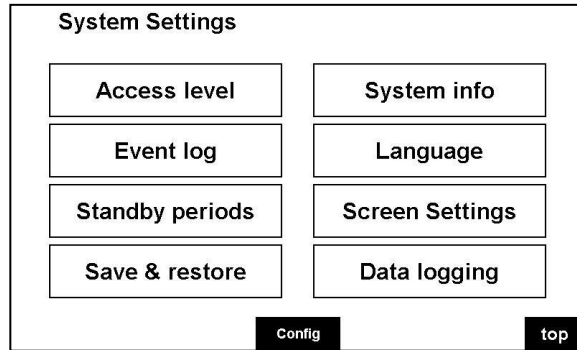 System Settings
Access level
System info
Event log
Language
Standby periods
Screen Settings
Save & restore
Data logging
Config
top